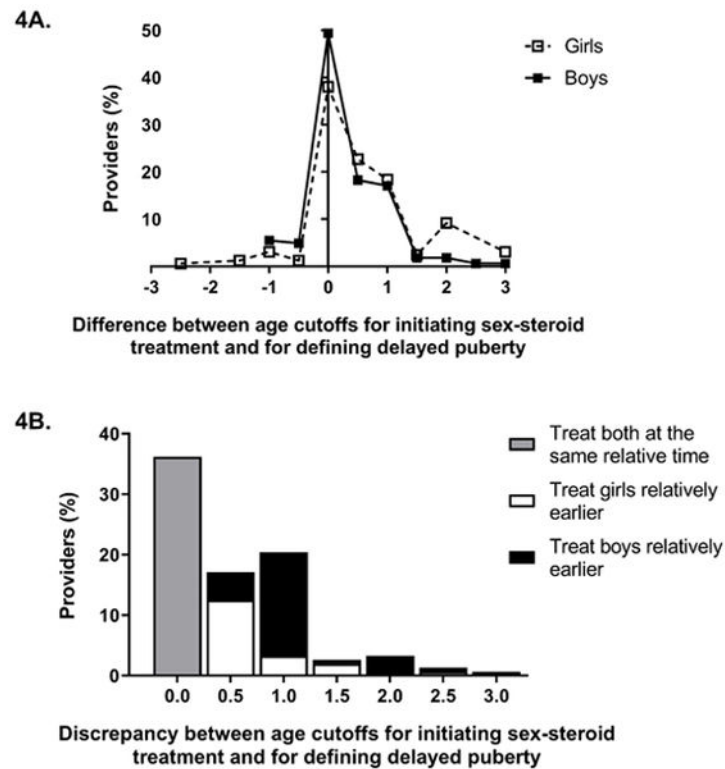 4A.
50
40
30
20
10
Providers (%)
-3 -2 -1 0 1 2 3
Girls
Boys
Difference between age cutoffs for initiating sex-steroid
treatment and for defining delayed puberty
4B.
40
30
20
10
0
Providers (%)
0.0 0.5 1.0 1.5 2.0 2.5 3.0
Treat both at the
same relative time
Treat girls relatively
earlier
Treat boys relatively
earlier
Discrepancy between age cutoffs for initiating sex-steroid
treatment and for defining delayed puberty